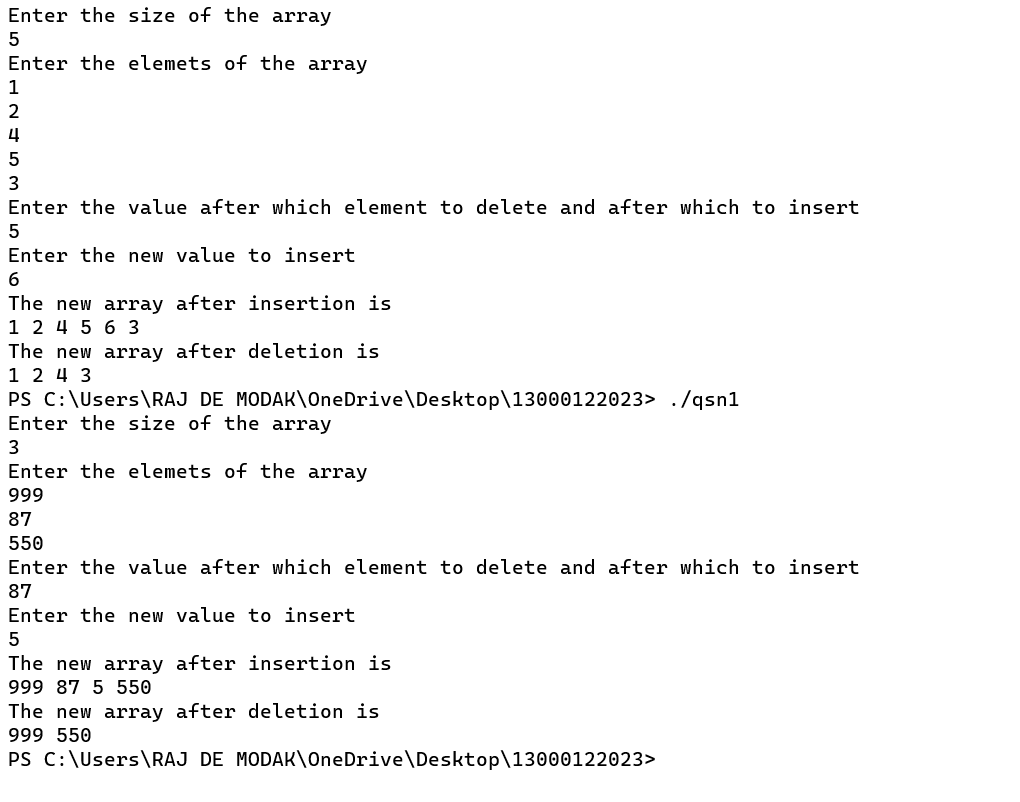 Enter the size of the array
5
Enter the elemets of the array
1
2
4
5
3
Enter the value after which element to delete and after which to insert
5
Enter the new value to insert
6
The new array after insertion is
1 2 4 5 6 3
The new array after deletion is
1 2 4 3
PS C:\Users\RAJ DE MODAK\OneDrive\Desktop\13000122023> ./qsn1
Enter the size of the array
3
Enter the elemets of the array
999
87
550
Enter the value after which element to delete and after which to insert
87
Enter the new value to insert
5
The new array after insertion is
999 87 5 550
The new array after deletion is
999 550
PS C:\Users\RAJ DE MODAK\OneDrive\Desktop\13000122023>